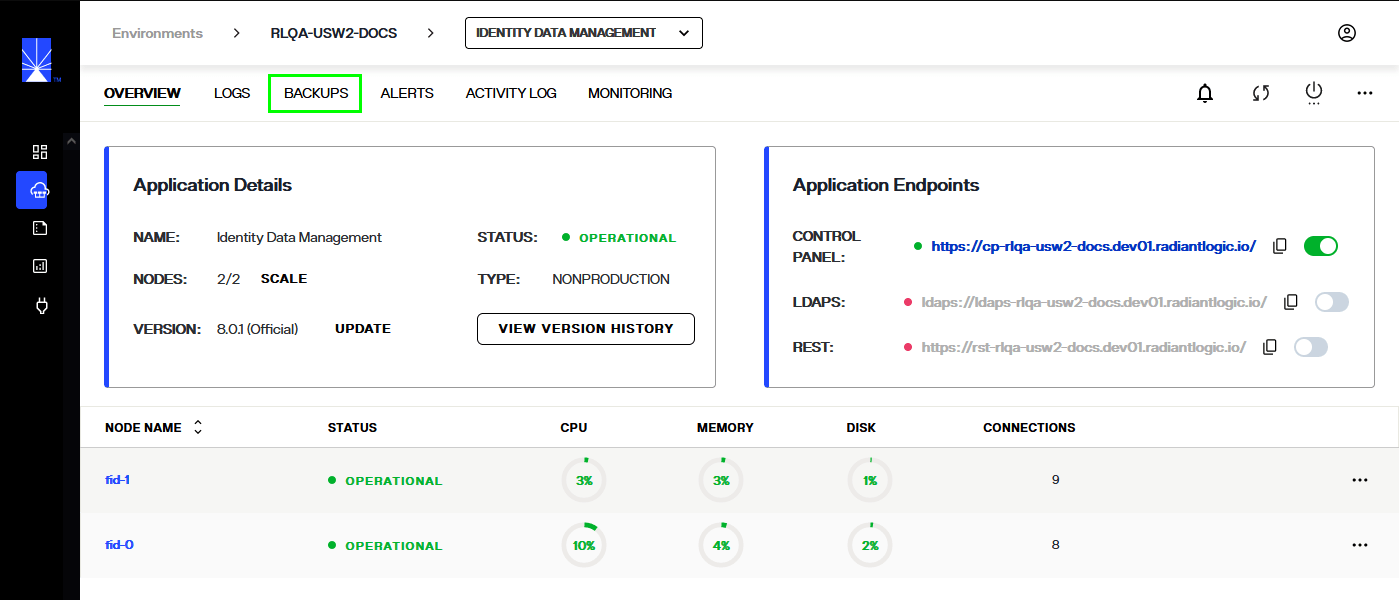 Environments > RLQA-USW2-DOCS > IDENTITY DATA MANAGEMENT
TM
OVERVIEW LOGS BACKUPS ALERTS ACTIVITY LOG MONITORING
Application Details
NAME: Identity Data Management STATUS: OPERATIONAL
NODES: 2/2 SCALE TYPE: NONPRODUCTION
VERSION: 8.0.1 (Official) UPDATE VIEW VERSION HISTORY
Application Endpoints
CONTROL
PANEL: https://cp-rlqa-usw2-docs.dev01.radiantlogic.io/
LDAPS: ldaps://ldaps-rlqa-usw2-docs.dev01.radiantlogic.io/
REST: https://rst-rlqa-usw2-docs.dev01.radiantlogic.io/
NODE NAME STATUS CPU MEMORY DISK CONNECTIONS
fid-1 OPERATIONAL 3% 3% 1% 9
fid-0 OPERATIONAL 10% 4% 2% 8